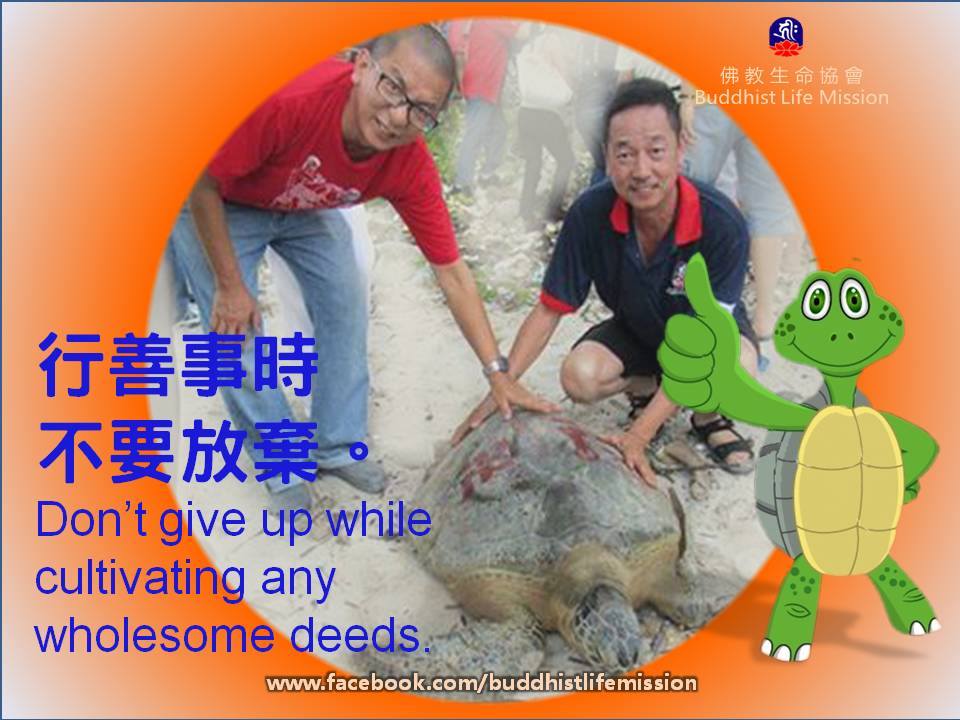 佛教生命協會
Buddhist Life Mission
行善事時
不要放棄。
Don't give up while
cultivating any
wholesome deeds.
www.facebook.com/buddhistlifemission